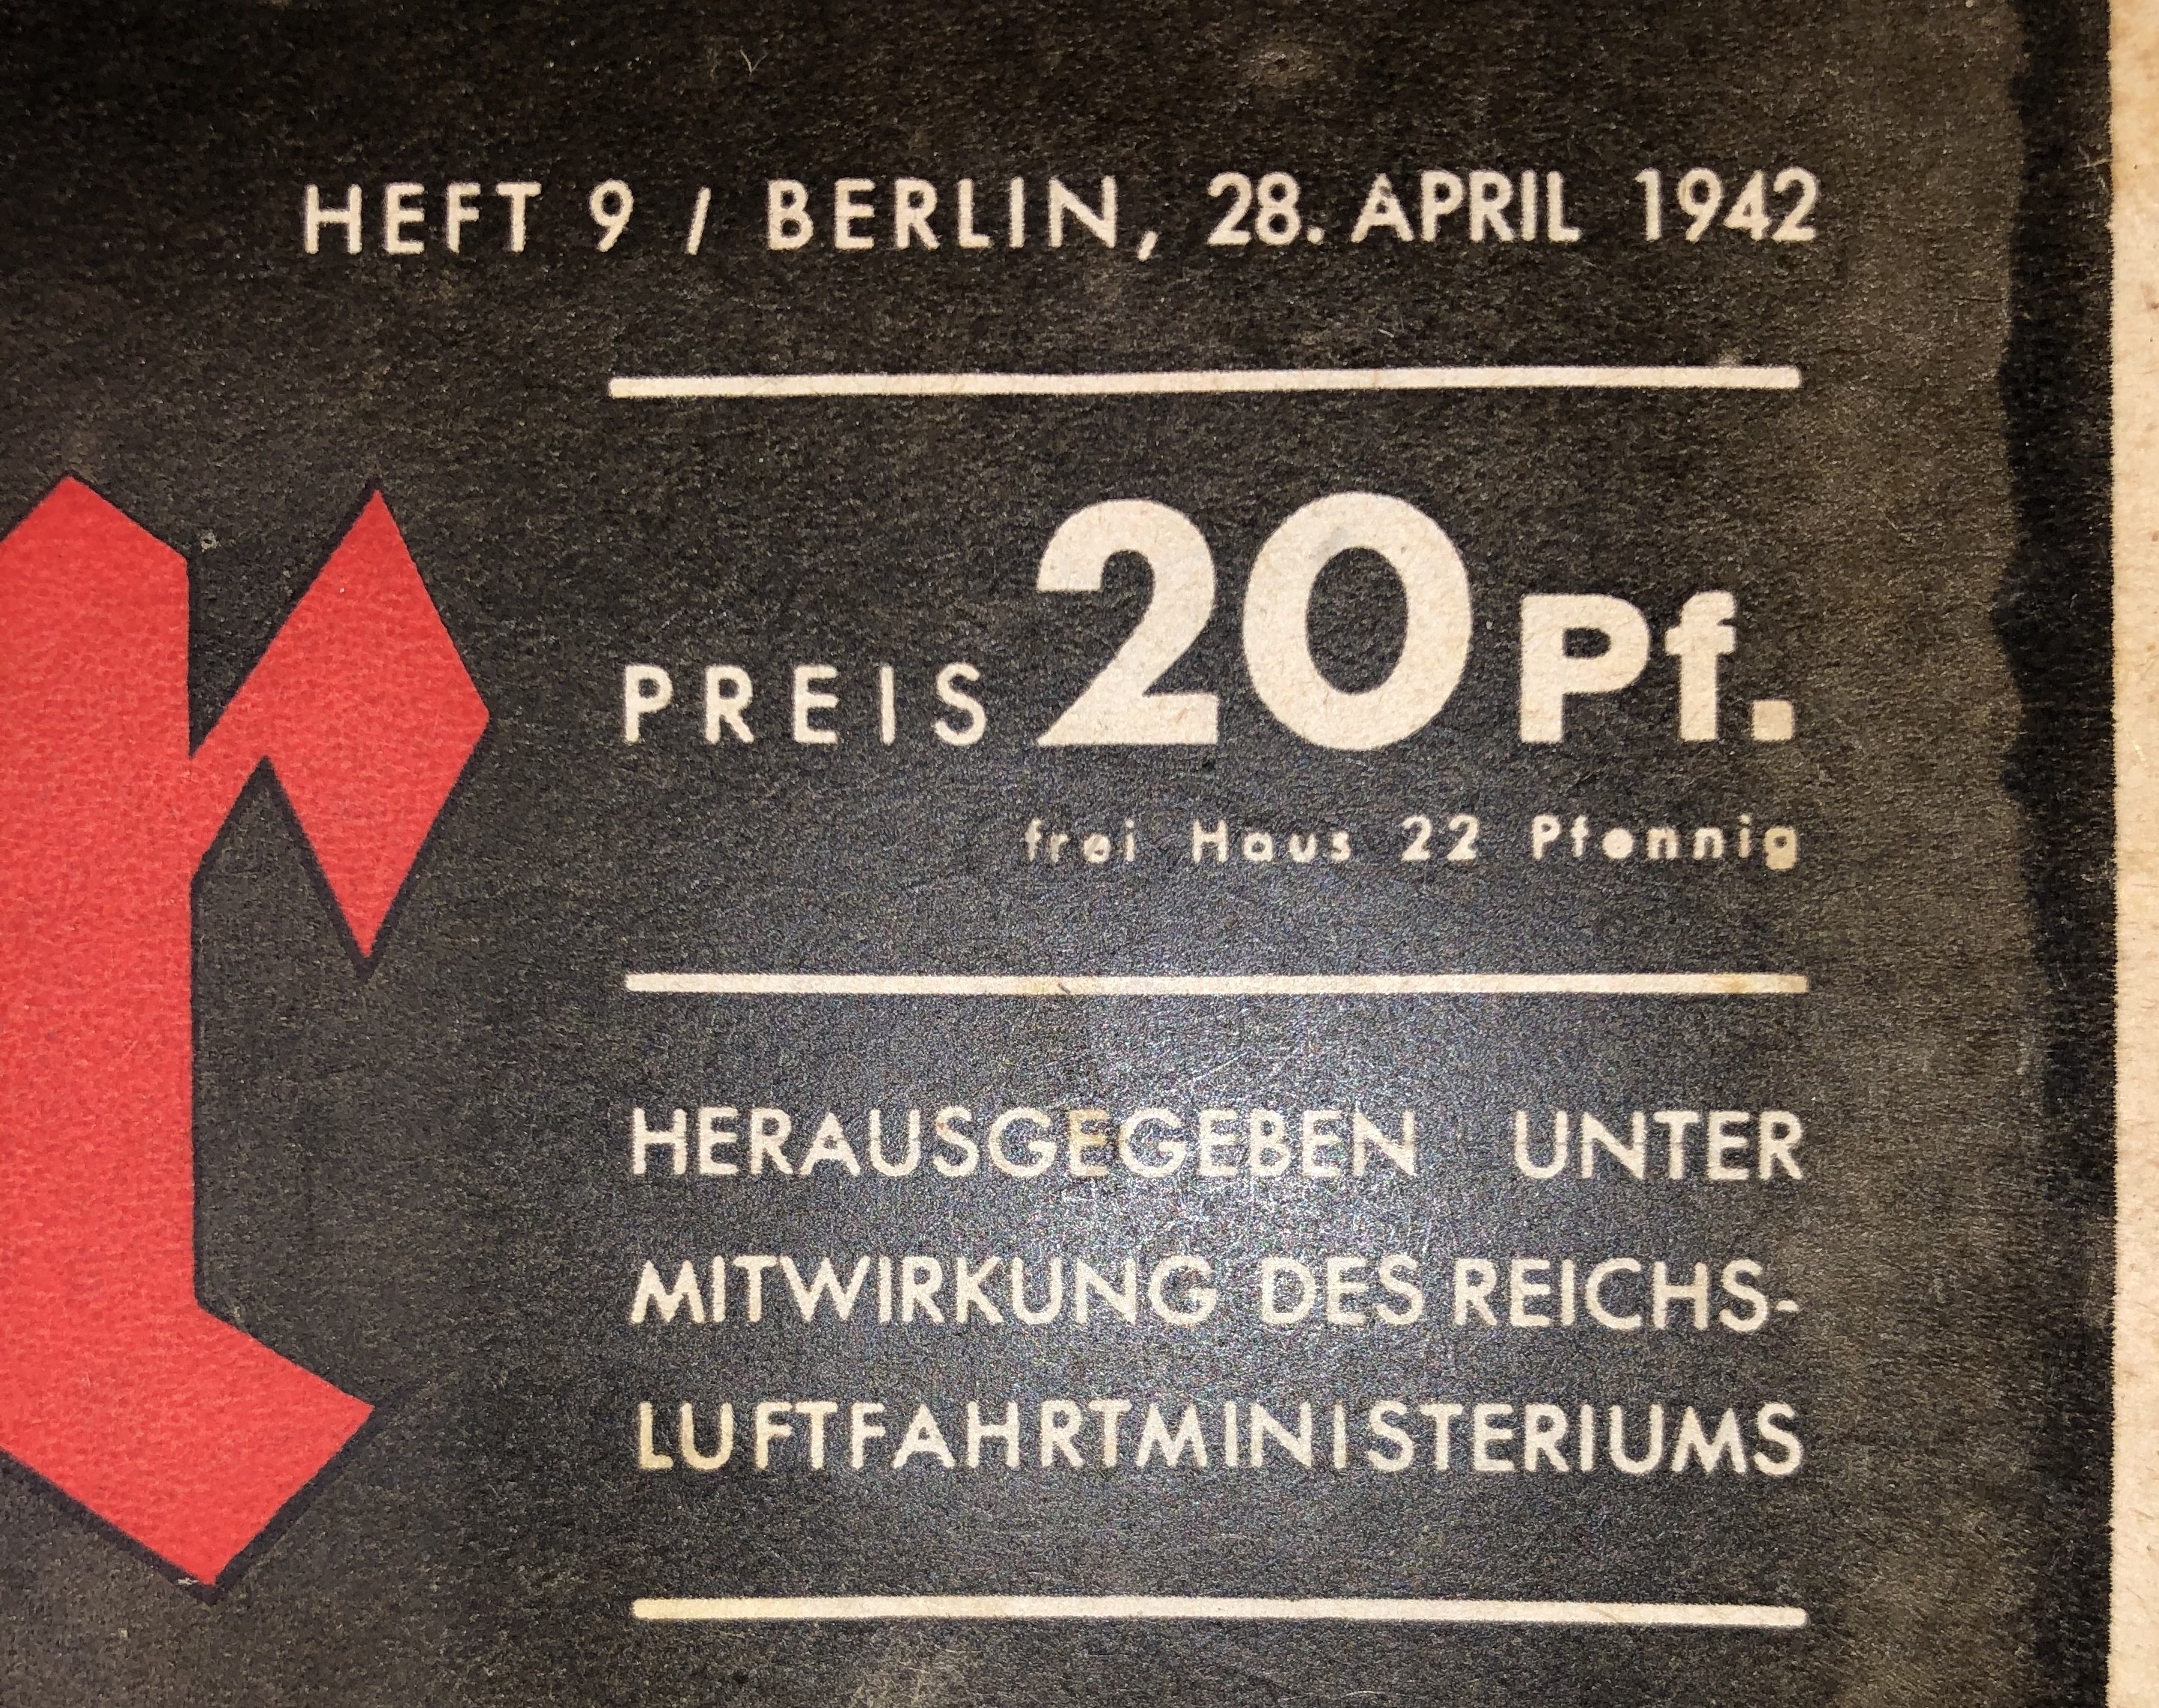 HEFT 9 / BERLIN, 28. APRIL 1942
r
PREIS 20 Pf.
frei Haus 22 Pfennig
HERAUSGEGEBEN UNTER
MITWIRKUNG DES REICHS-
LUFTFAHRTMINISTERIUMS